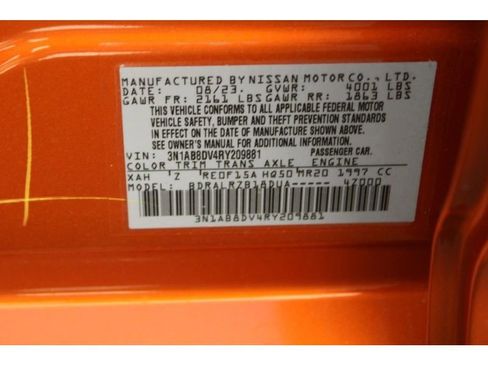 MANUFACTURED BY NISSAN MOTOR CO., LTD.
DATE: 08/23. GVWR: 4001 LBS
GAWR FR: 2161 LBS GAWR RR: 1863 LBS
THIS VEHICLE CONFORMS TO ALL APPLICABLE FEDERAL MOTOR
VEHICLE SAFETY, BUMPER AND THEFT PREVENTION STANDARDS
IN EFFECT ON THE DATE OF MANUFACTURE SHOWN ABOVE.
SEE OWNER'S MANUAL FOR MORE INFORMATION.
VIN: 3N1AB8DV4RY209881 PASSENGER CAR.
COLOR TRIM TRANS AXLE ENGINE
XAH 'Z RE0F15A HQ50 MR20 1997 CC
MODEL: BDRALRZB18DUA----- 4Z000
3N1AB8DV4RY209881